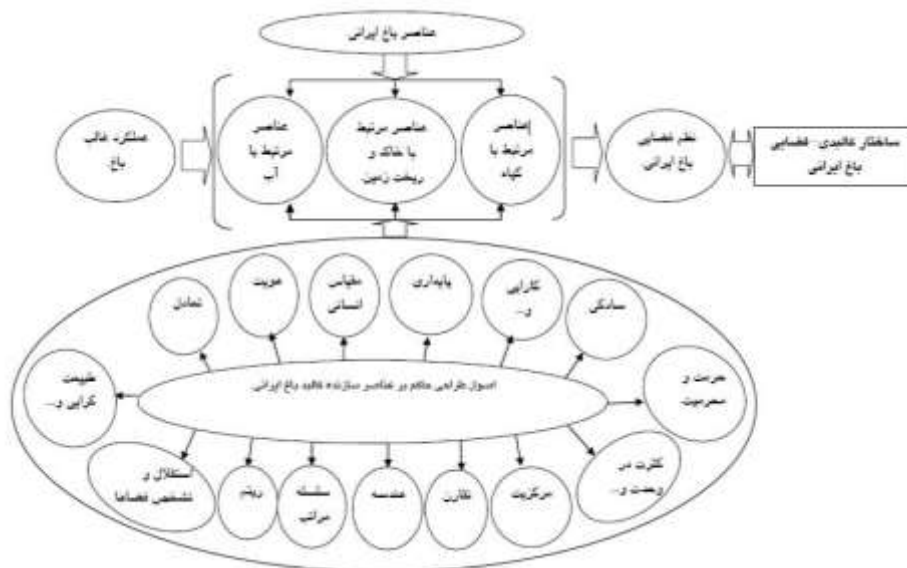 عناصر باغ ایرانی
عناصر
مرتبط با
گیاه
عناصر مرتبط
با خاک و
ریخت زمین
عناصر
مرتبط با
آب
عملکرد غالب
باغ
نظم فضایی
باغ ایرانی
ساختار کالبدی- فضایی
باغ ایرانی
سادگی
کارایی
و...
پایداری
مقیاس
انسانی
هویت
تعادل
حرمت و
محرمیت
اصول طراحی حاکم بر عناصر سازنده کالبد باغ ایرانی
طبیعت
گرایی و...
کثرت در
وحدت و...
مرکزیت
تقارن
هندسه
سلسله
مراتب
ریتم
استقلال و
تشخص فضاها